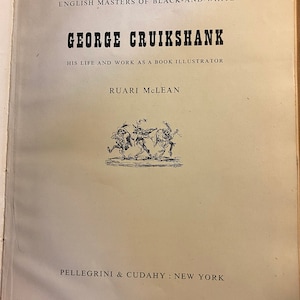 ENGLISH MASTERS OF BLACK-AND-WHITE
GEORGE CRUIKSHANK
HIS LIFE AND WORK AS A BOOK ILLUSTRATOR
RUARI McLEAN
PELLEGRINI & CUDAHY : NEW YORK